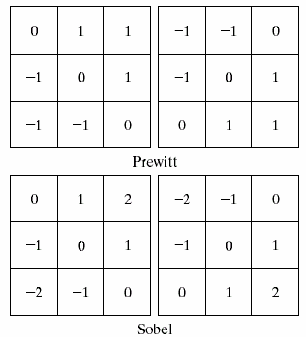 0 1 1 −1 −1 0
−1 0 1 −1 0 1
−1 −1 0 0 1 1
Prewitt
0 1 2 −2 −1 0
−1 0 1 −1 0 1
−2 −1 0 0 1 2
Sobel